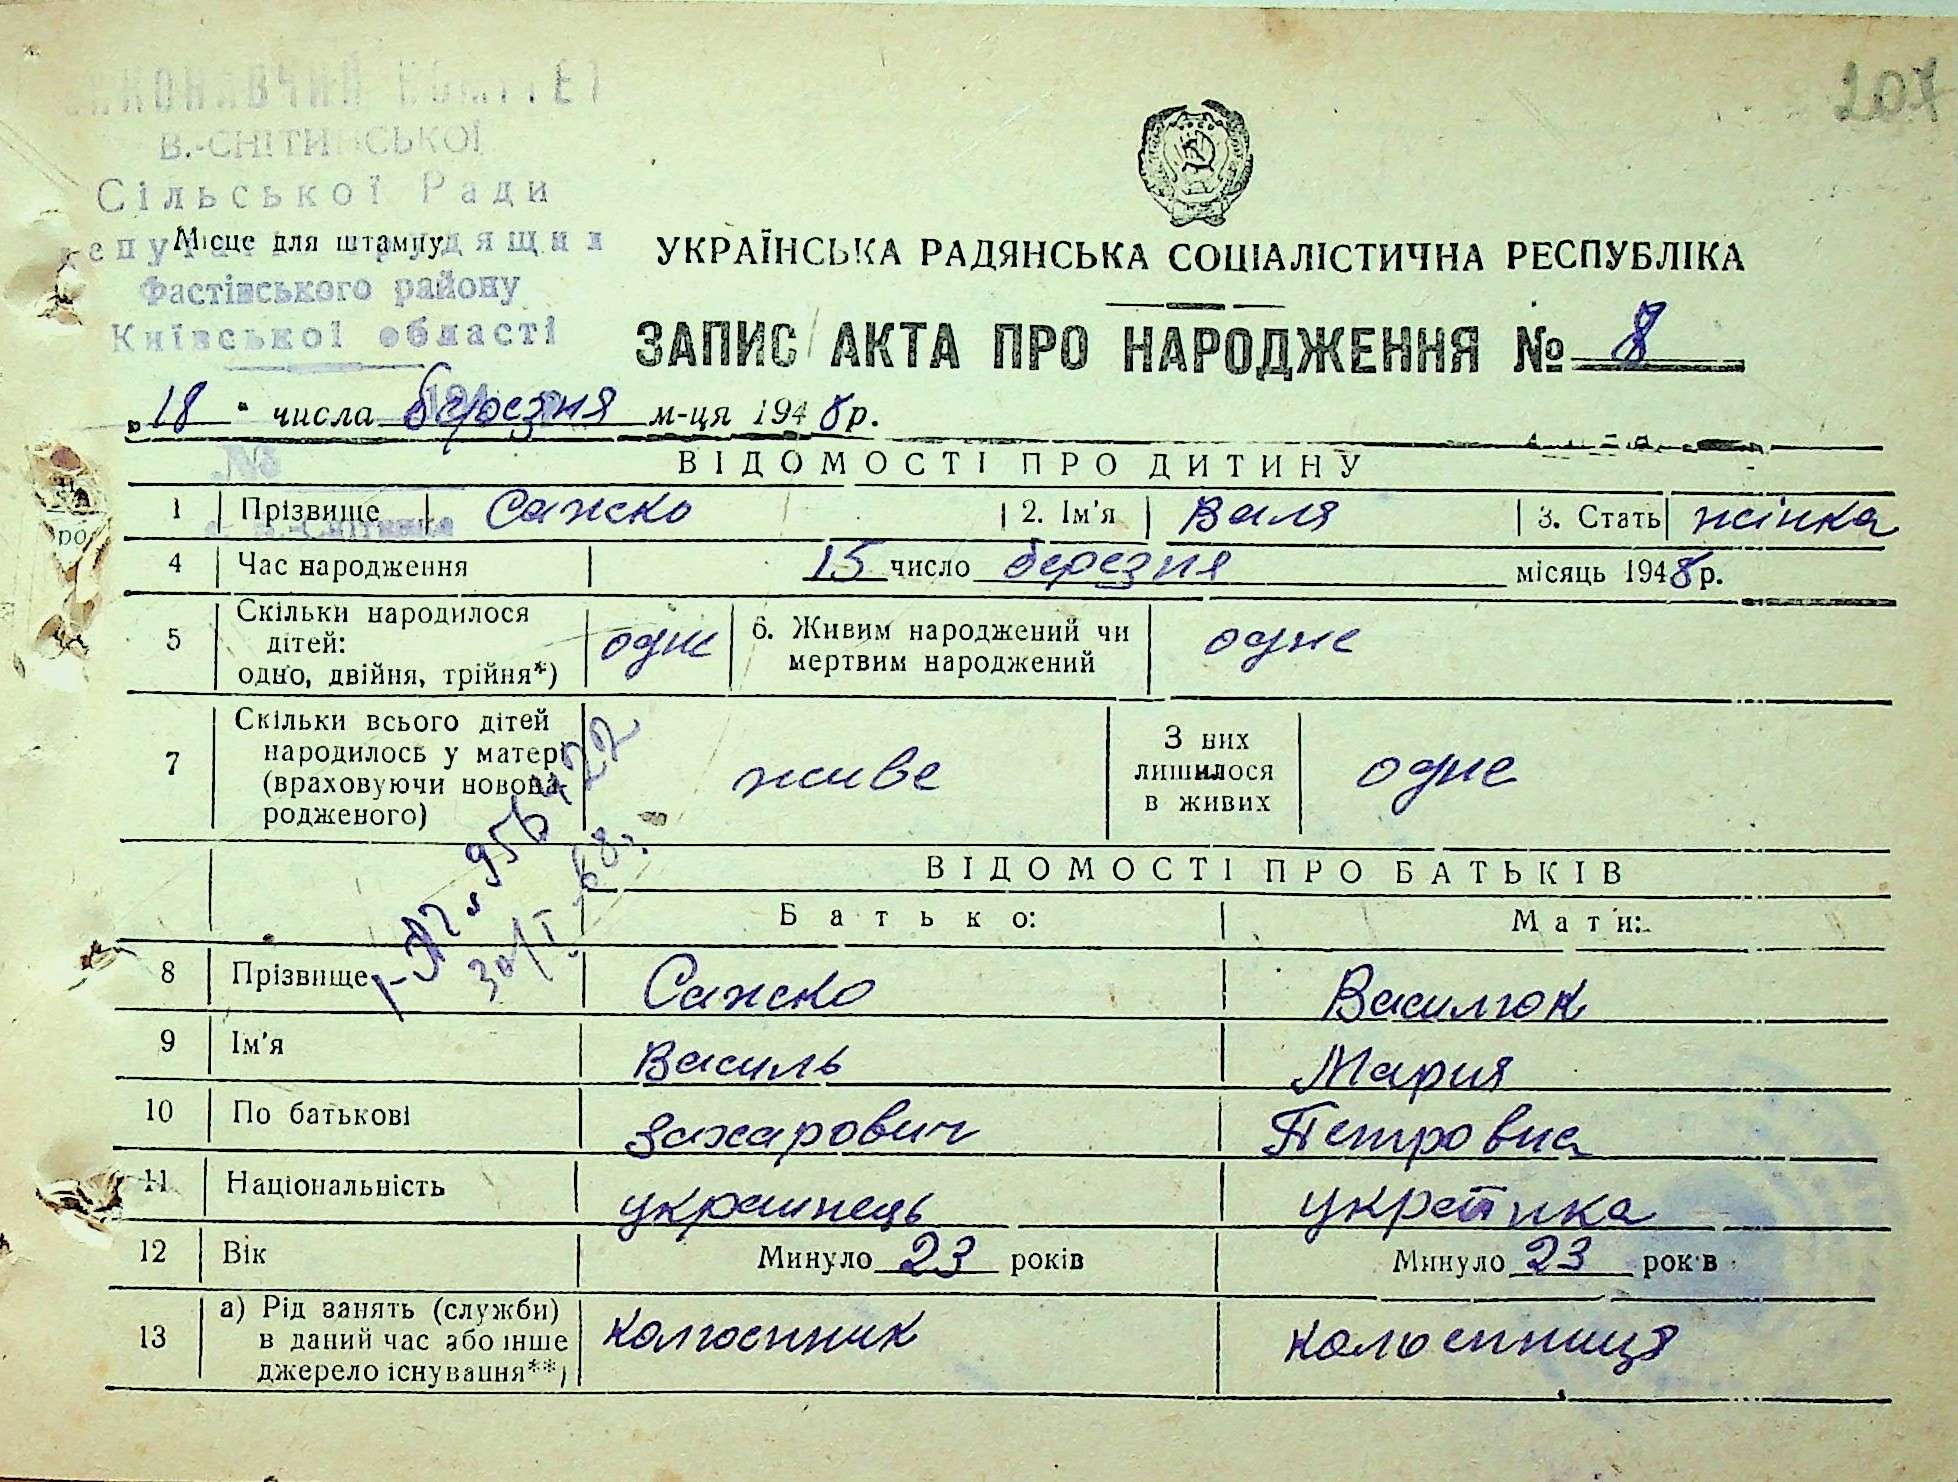 207
ВИКОНАВЧИЙ КОМІТЕТ
В.-СНІТИНСЬКОЇ
Сільської Ради
депутатів трудящих
Місце для штампу
Фастівського району
Київської області
УКРАЇНСЬКА РАДЯНСЬКА СОЦІАЛІСТИЧНА РЕСПУБЛІКА
ЗАПИС АКТА ПРО НАРОДЖЕННЯ № 8
„18" числа березня м-ця 1948 р.
№
ВІДОМОСТІ ПРО ДИТИНУ
1 Прізвище Сажко 2. Ім'я Валя 3. Стать жінка
4 Час народження 15 число березня місяць 1948 р.
5 Скільки народилося дітей: одно, двійня, трійня*) одне 6. Живим народжений чи мертвим народжений одне
7 Скільки всього дітей народилось у матері (враховуючи новонародженого) живе З них лишилося в живих одне
956422
30/I 68 г.
ВІДОМОСТІ ПРО БАТЬКІВ
Батько: Мати:
8 Прізвище Сажко Василюк
9 Ім'я Василь Мария
10 По батькові Захарович Петровна
11 Національність украинець українка
12 Вік Минуло 23 років Минуло 23 років
13 а) Рід занять (служби) в даний час або інше джерело існування**)